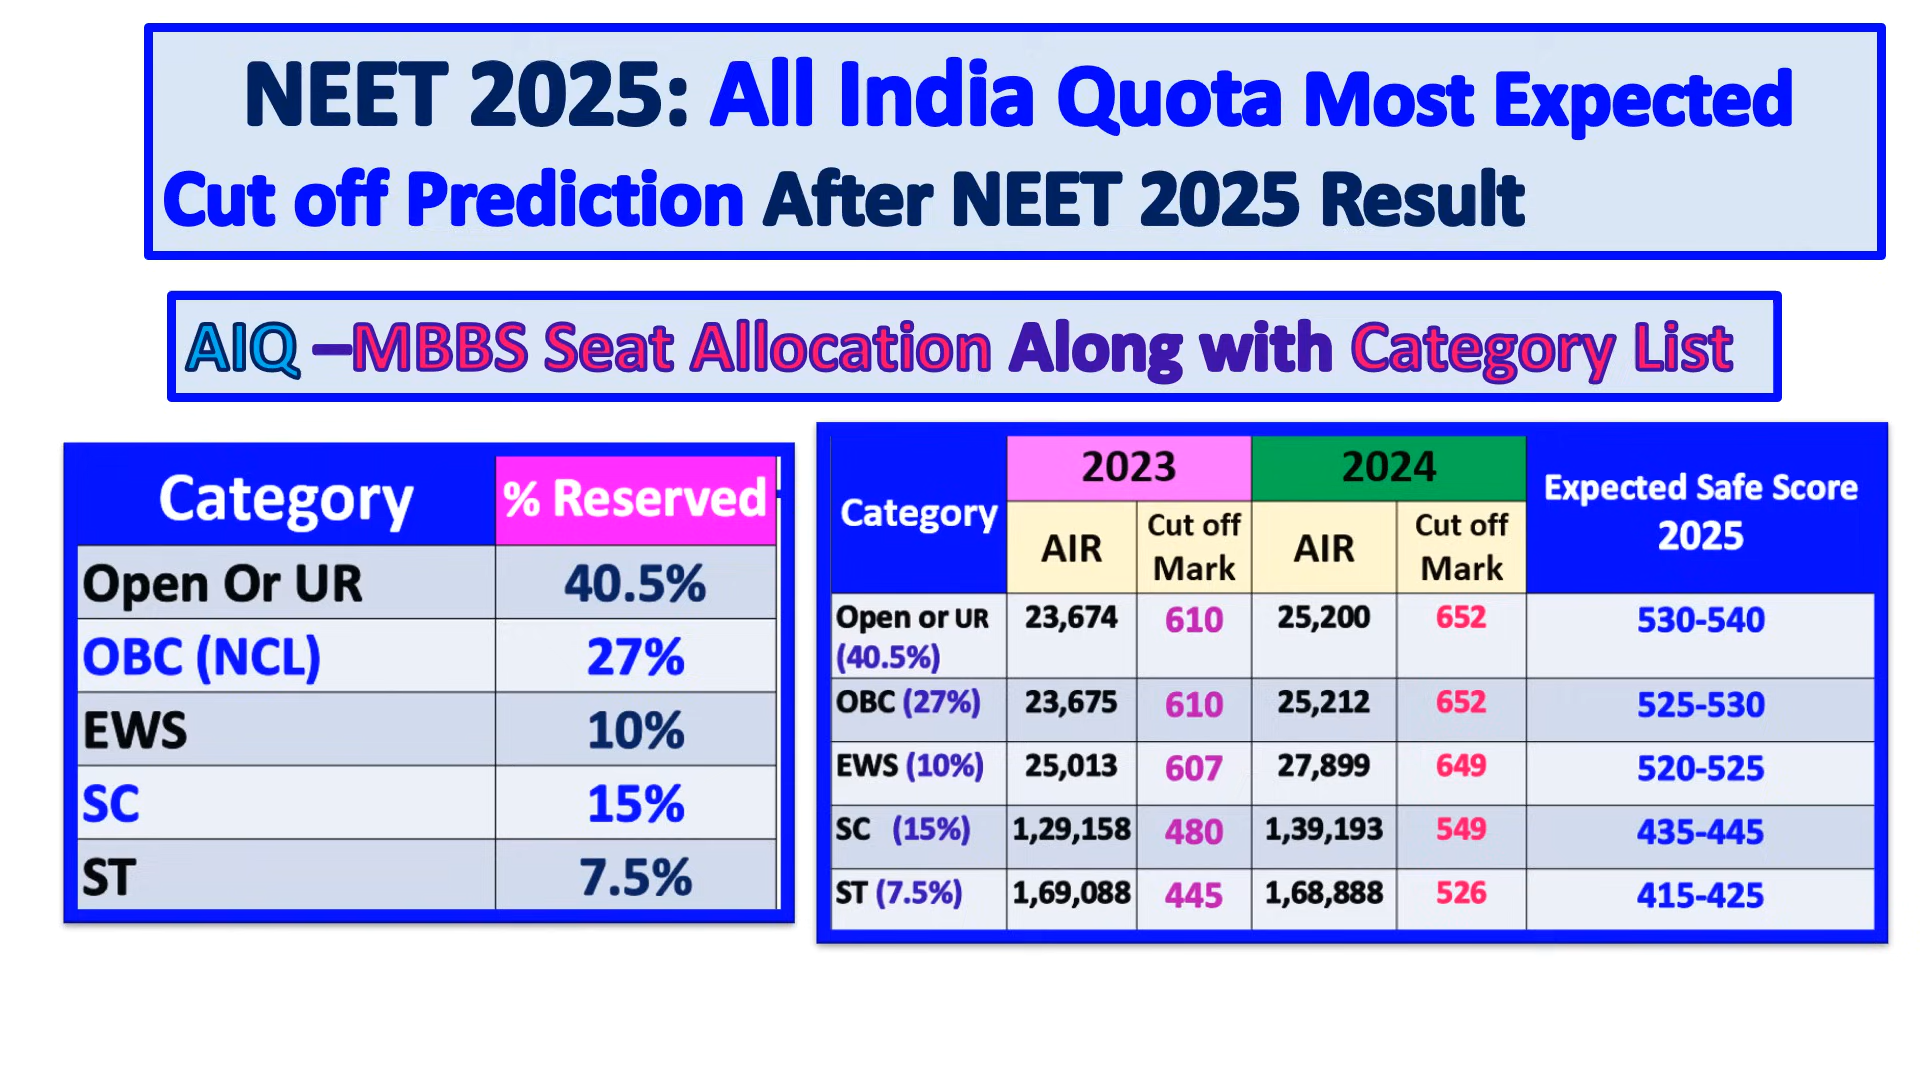 NEET 2025: All India Quota Most Expected
Cut off Prediction After NEET 2025 Result
AIQ –MBBS Seat Allocation Along with Category List
Category % Reserved
Open Or UR 40.5%
OBC (NCL) 27%
EWS 10%
SC 15%
ST 7.5%
Category 2023 2024 Expected Safe Score 2025
AIR Cut off Mark AIR Cut off Mark
Open or UR (40.5%) 23,674 610 25,200 652 530-540
OBC (27%) 23,675 610 25,212 652 525-530
EWS (10%) 25,013 607 27,899 649 520-525
SC (15%) 1,29,158 480 1,39,193 549 435-445
ST (7.5%) 1,69,088 445 1,68,888 526 415-425